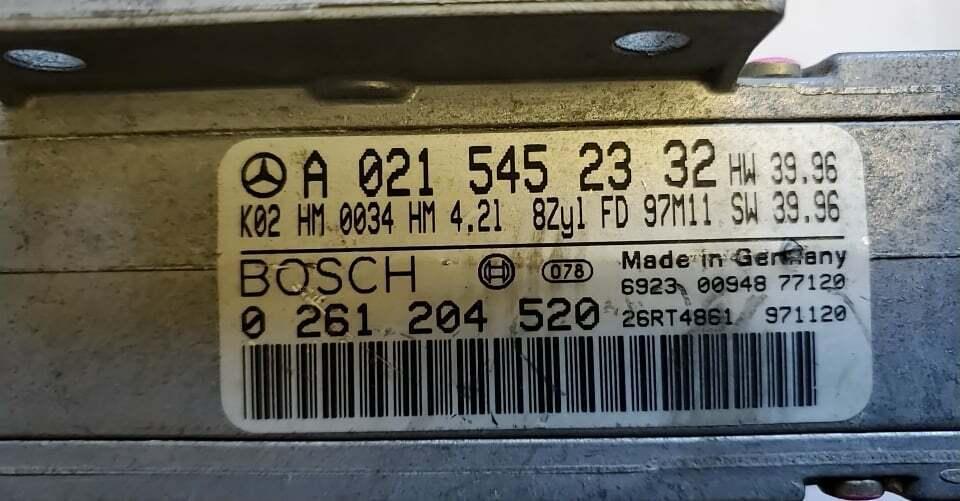 A 021 545 23 32 HW 39.96
K02 HM 0034 HM 4.2l 8Zyl FD 97M11 SW 39.96
BOSCH 078 Made in Germany
6923 00948 77120
0 261 204 520 26RT4861 971120